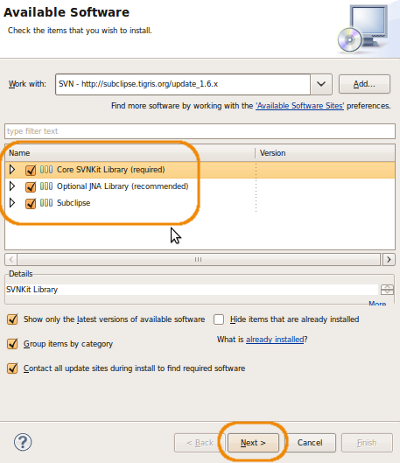 Available Software
Check the items that you wish to install.
Work with: SVN - http://subclipse.tigris.org/update_1.6.x Add...
Find more software by working with the 'Available Software Sites' preferences.
type filter text
Name Version
Core SVNKit Library (required)
Optional JNA Library (recommended)
Subclipse
Details
SVNKit Library
More
Show only the latest versions of available software Hide items that are already installed
Group items by category What is already installed?
Contact all update sites during install to find required software
? < Back Next > Cancel Finish